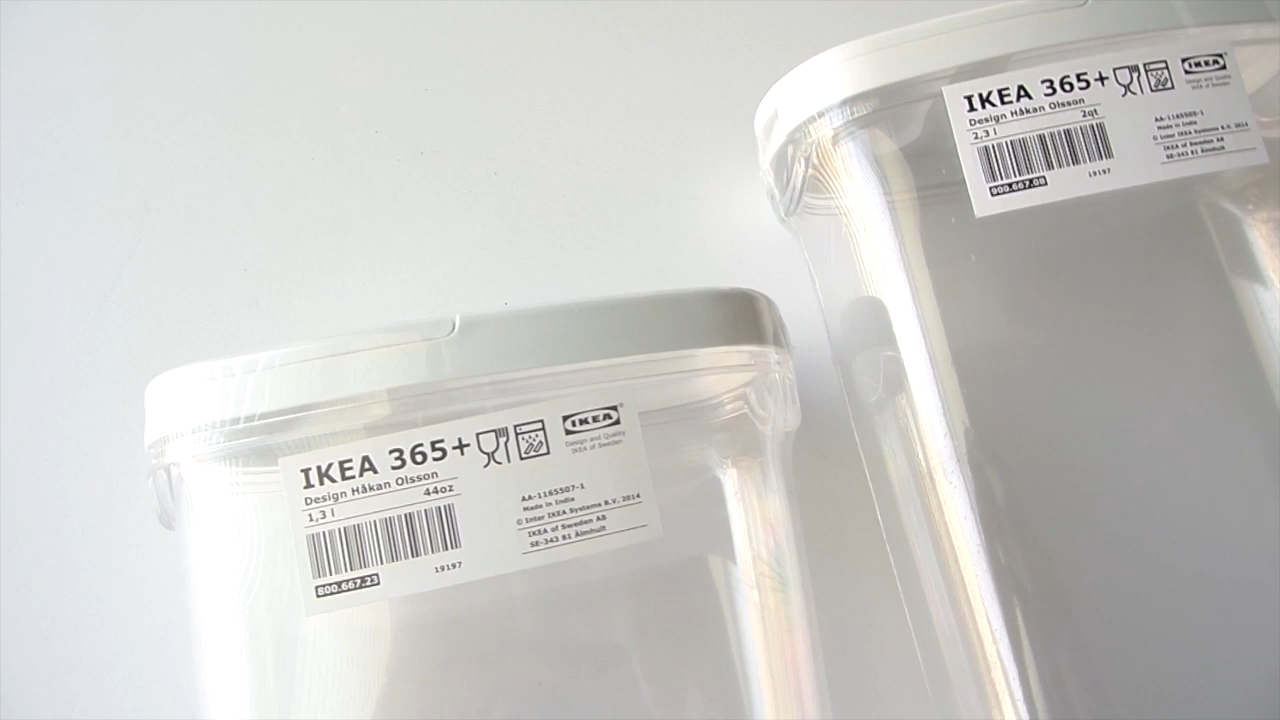 IKEA 365+
Design Håkan Olsson
2,3 l 2qt
900.667.08
19197
IKEA
Design and Quality
IKEA of Sweden
AA-1165505-1
Made in India
© Inter IKEA Systems B.V. 2014
IKEA of Sweden AB
SE-343 81 Älmhult
IKEA 365+
Design Håkan Olsson
1,3 l 44oz
800.667.23
19197
IKEA
Design and Quality
IKEA of Sweden
AA-1165507-1
Made in India
© Inter IKEA Systems B.V. 2014
IKEA of Sweden AB
SE-343 81 Älmhult